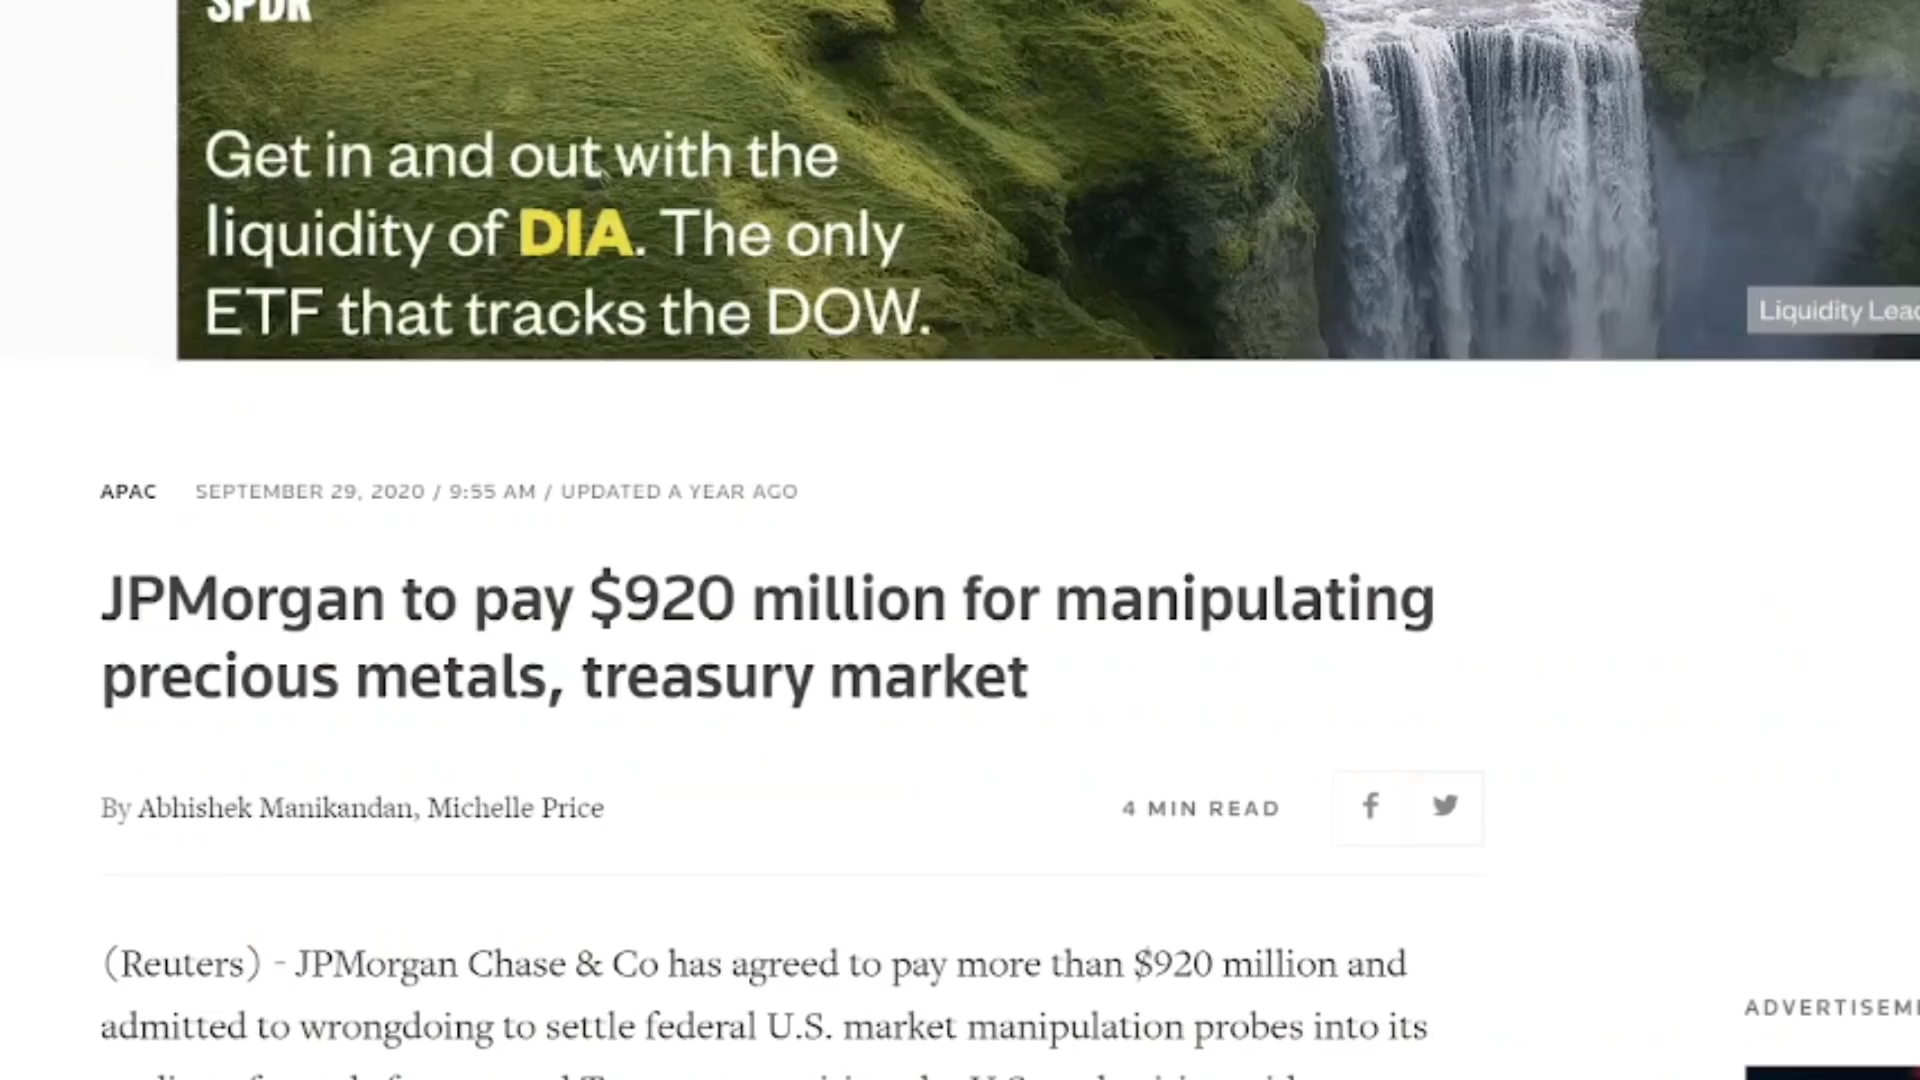 SPDR
Get in and out with the
liquidity of DIA. The only
ETF that tracks the DOW.
Liquidity
APAC SEPTEMBER 29, 2020 / 9:55 AM / UPDATED A YEAR AGO
JPMorgan to pay $920 million for manipulating
precious metals, treasury market
By Abhishek Manikandan, Michelle Price
4 MIN READ
(Reuters) - JPMorgan Chase & Co has agreed to pay more than $920 million and
admitted to wrongdoing to settle federal U.S. market manipulation probes into its